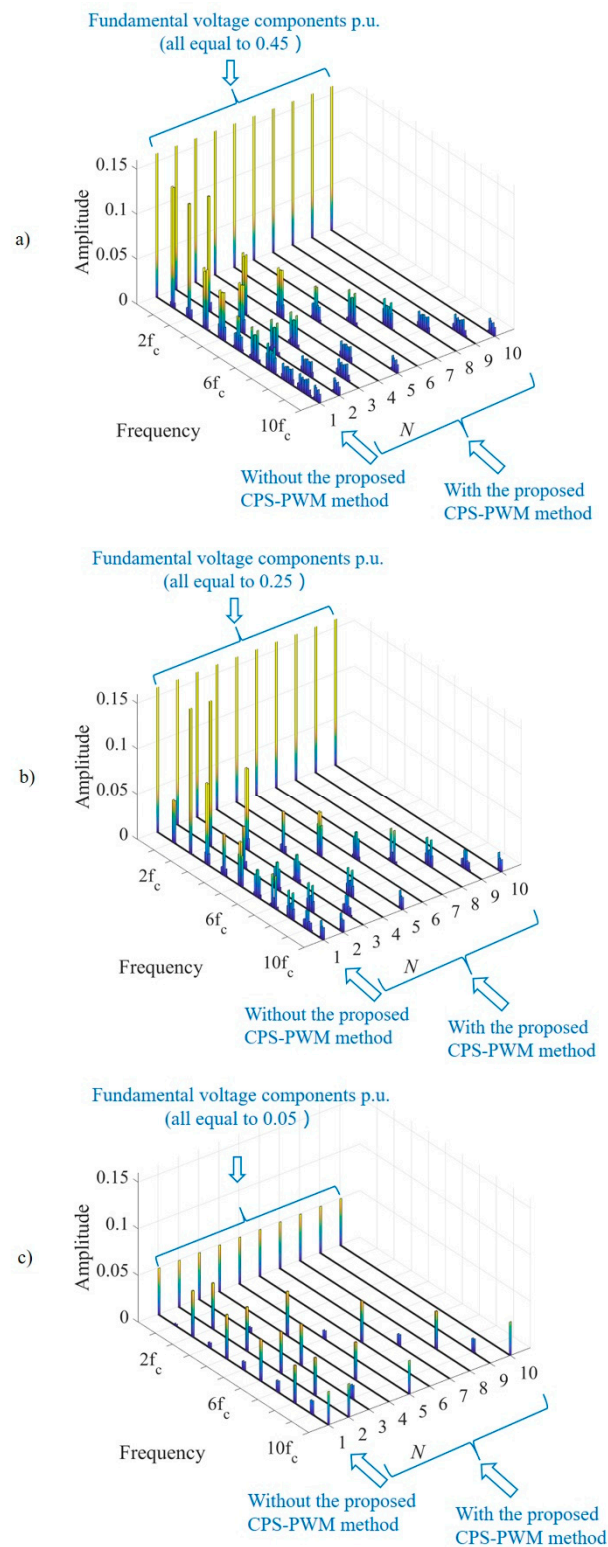 Fundamental voltage components p.u.
(all equal to 0.45 )
a)
Amplitude
0.15
0.1
0.05
0
2fc
6fc
10fc
Frequency
1 2 3 4 5 6 7 8 9 10
N
Without the proposed
CPS-PWM method
With the proposed
CPS-PWM method
Fundamental voltage components p.u.
(all equal to 0.25 )
b)
Amplitude
0.15
0.1
0.05
0
2fc
6fc
10fc
Frequency
1 2 3 4 5 6 7 8 9 10
N
Without the proposed
CPS-PWM method
With the proposed
CPS-PWM method
Fundamental voltage components p.u.
(all equal to 0.05 )
c)
Amplitude
0.15
0.1
0.05
0
2fc
6fc
10fc
Frequency
1 2 3 4 5 6 7 8 9 10
N
Without the proposed
CPS-PWM method
With the proposed
CPS-PWM method